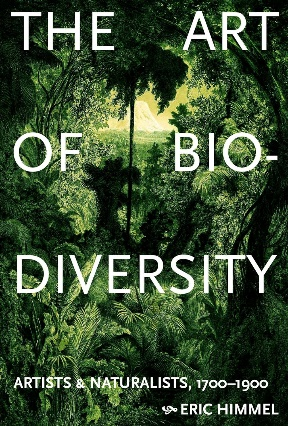 THE ART
OF BIO-
DIVERSITY
ARTISTS & NATURALISTS, 1700–1900
ERIC HIMMEL